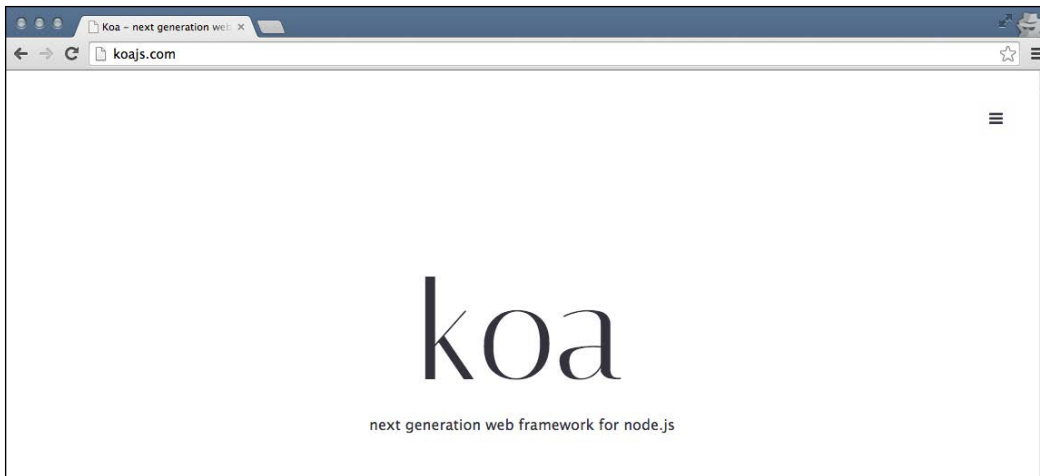 Koa – next generation web
koajs.com
koa
next generation web framework for node.js